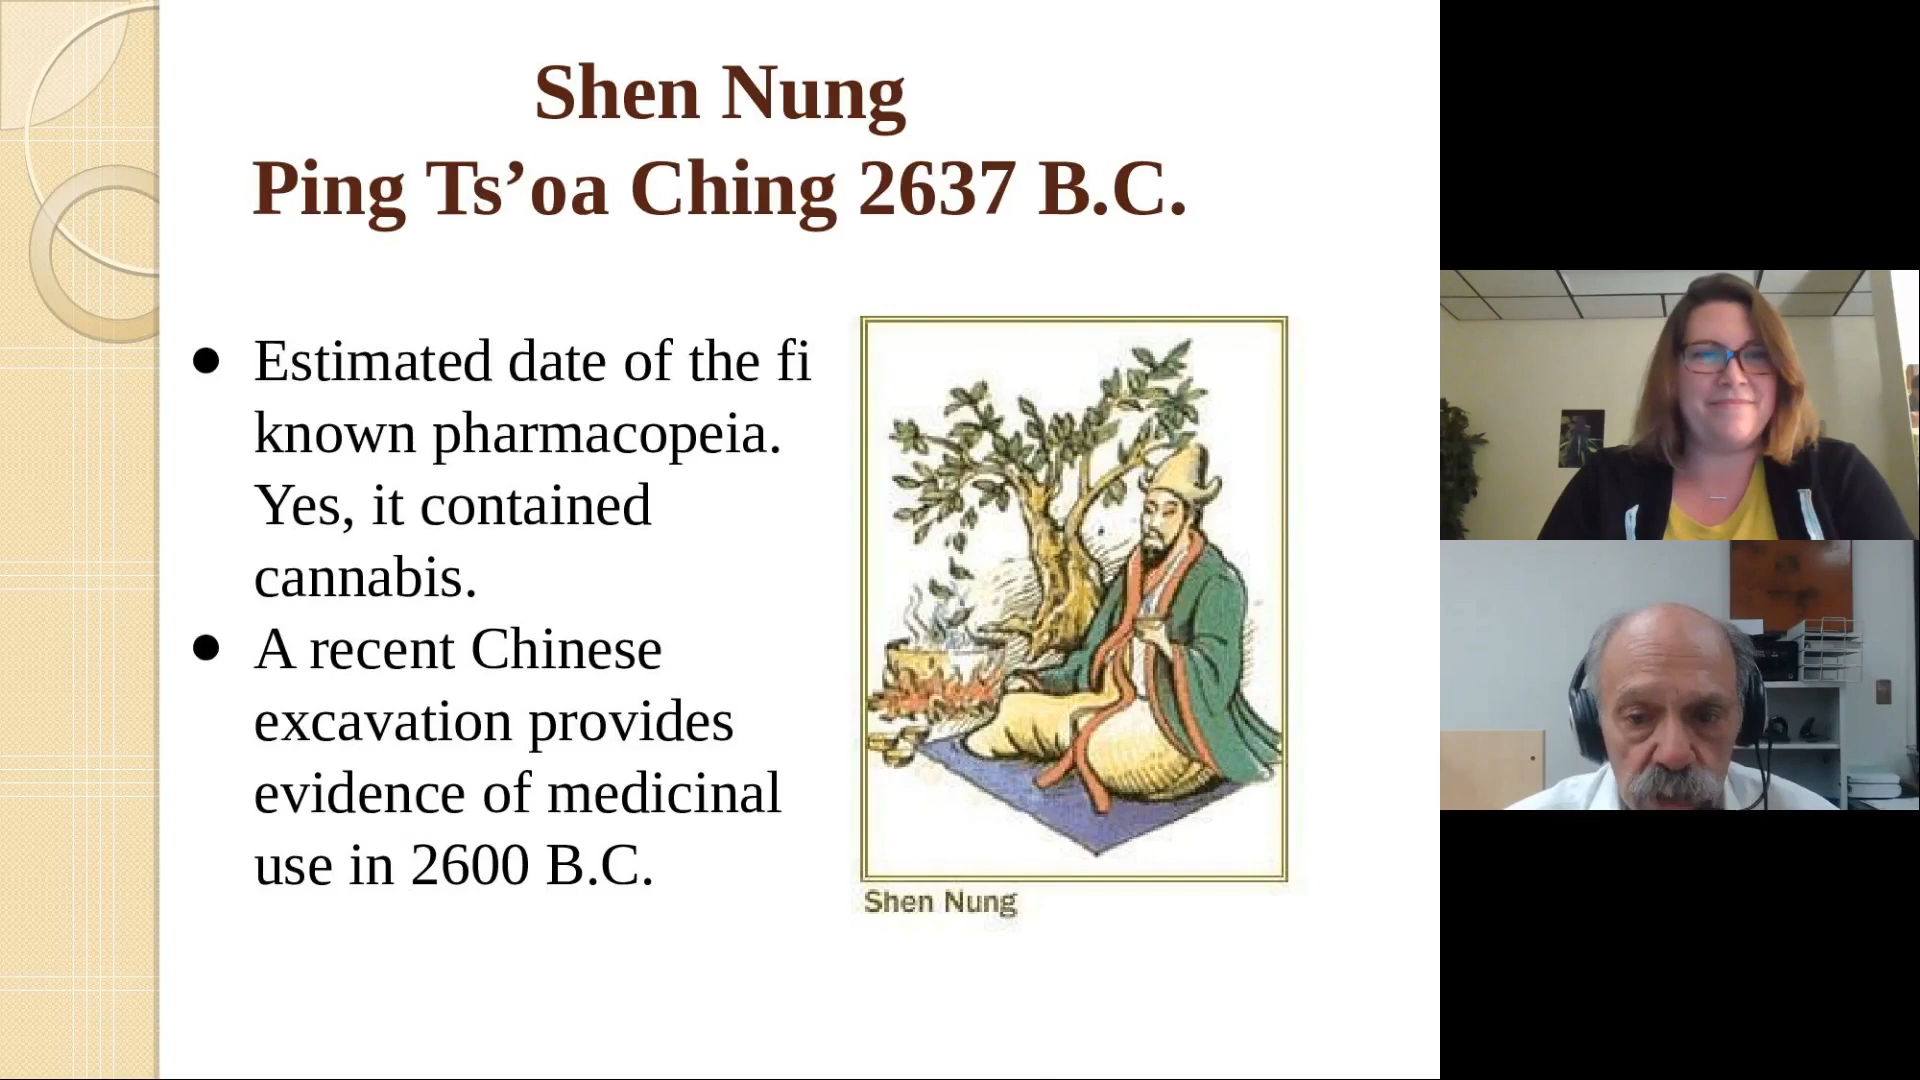 Shen Nung
Ping Ts’oa Ching 2637 B.C.
● Estimated date of the fi
known pharmacopeia.
Yes, it contained
cannabis.
● A recent Chinese
excavation provides
evidence of medicinal
use in 2600 B.C.
Shen Nung